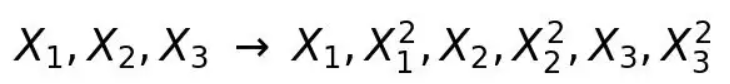 X₁, X₂, X₃ → X₁, X₁², X₂, X₂², X₃, X₃²